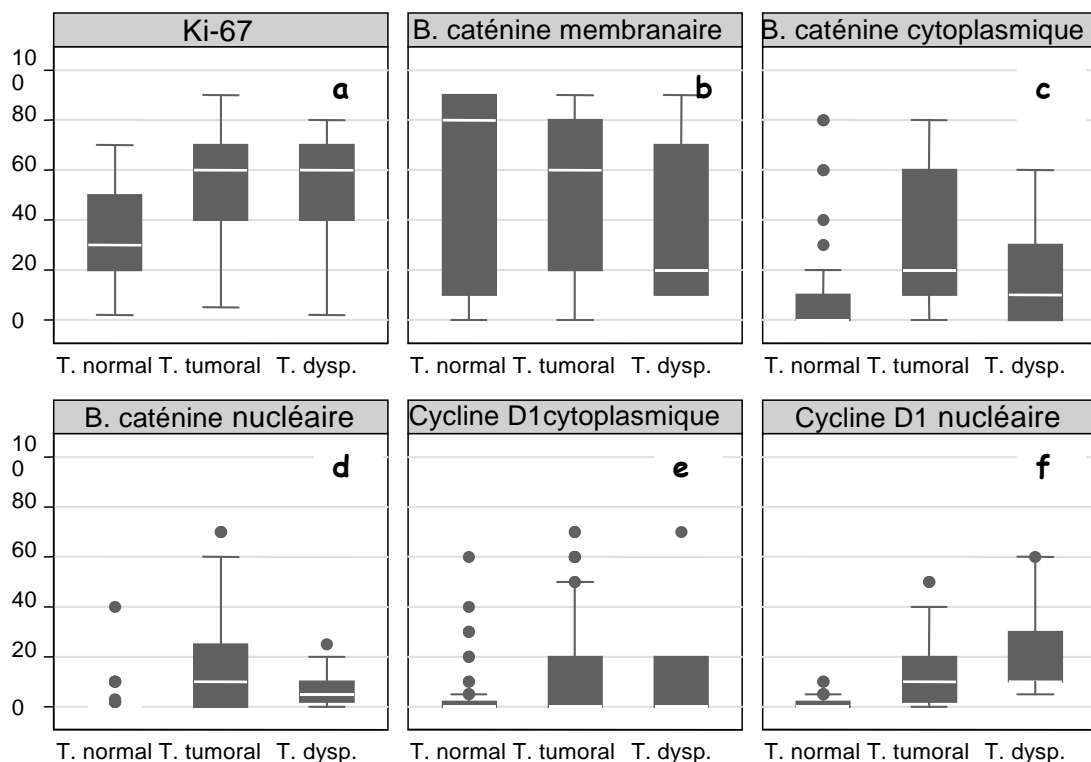 Ki-67
B. caténine membranaire
B. caténine cytoplasmique
10
0
80
60
40
20
0
a
b
c
T. normal T. tumoral T. dysp.
T. normal T. tumoral T. dysp.
T. normal T. tumoral T. dysp.
B. caténine nucléaire
Cycline D1cytoplasmique
Cycline D1 nucléaire
10
0
80
60
40
20
0
d
e
f
T. normal T. tumoral T. dysp.
T. normal T. tumoral T. dysp.
T. normal T. tumoral T. dysp.